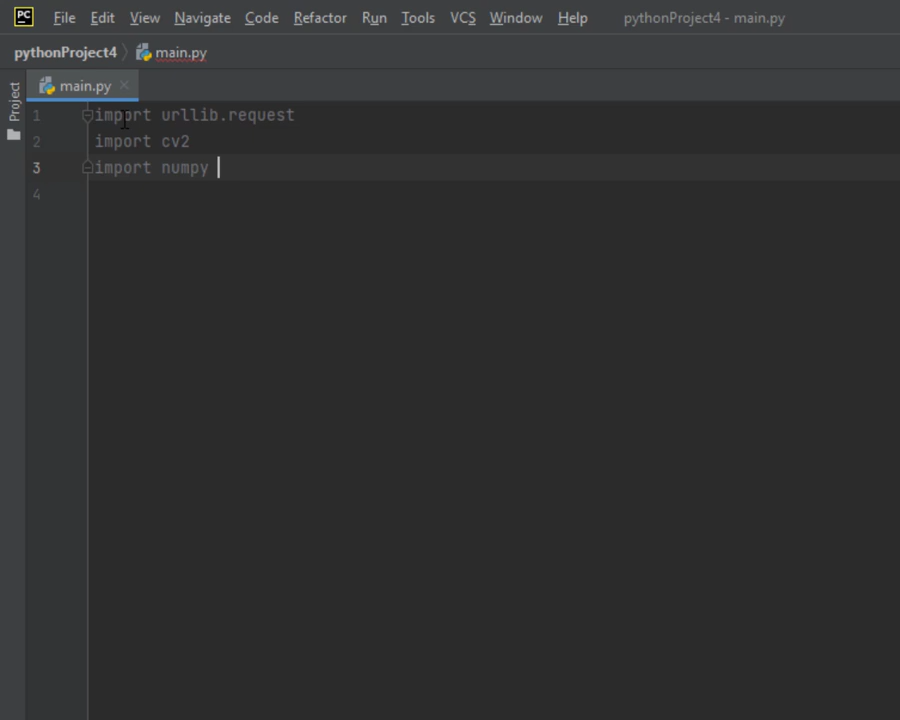 PC File Edit View Navigate Code Refactor Run Tools VCS Window Help pythonProject4 - main.py
pythonProject4 main.py
Project
main.py
1 import urllib.request
2 import cv2
3 import numpy
4